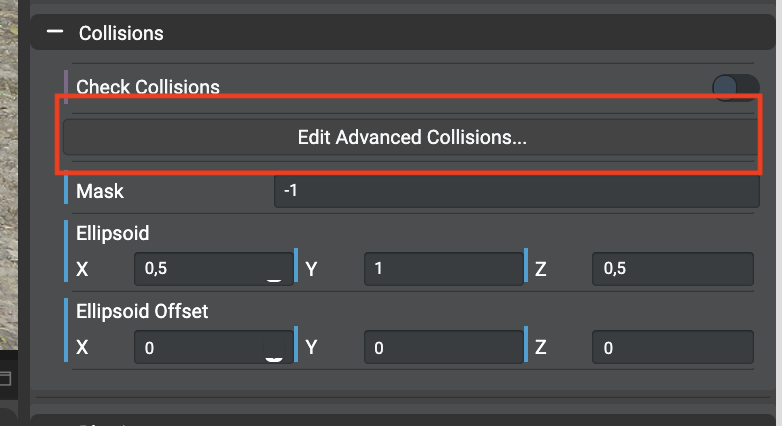 Collisions
Check Collisions
Edit Advanced Collisions...
Mask -1
Ellipsoid
X 0,5 Y 1 Z 0,5
Ellipsoid Offset
X 0 Y 0 Z 0